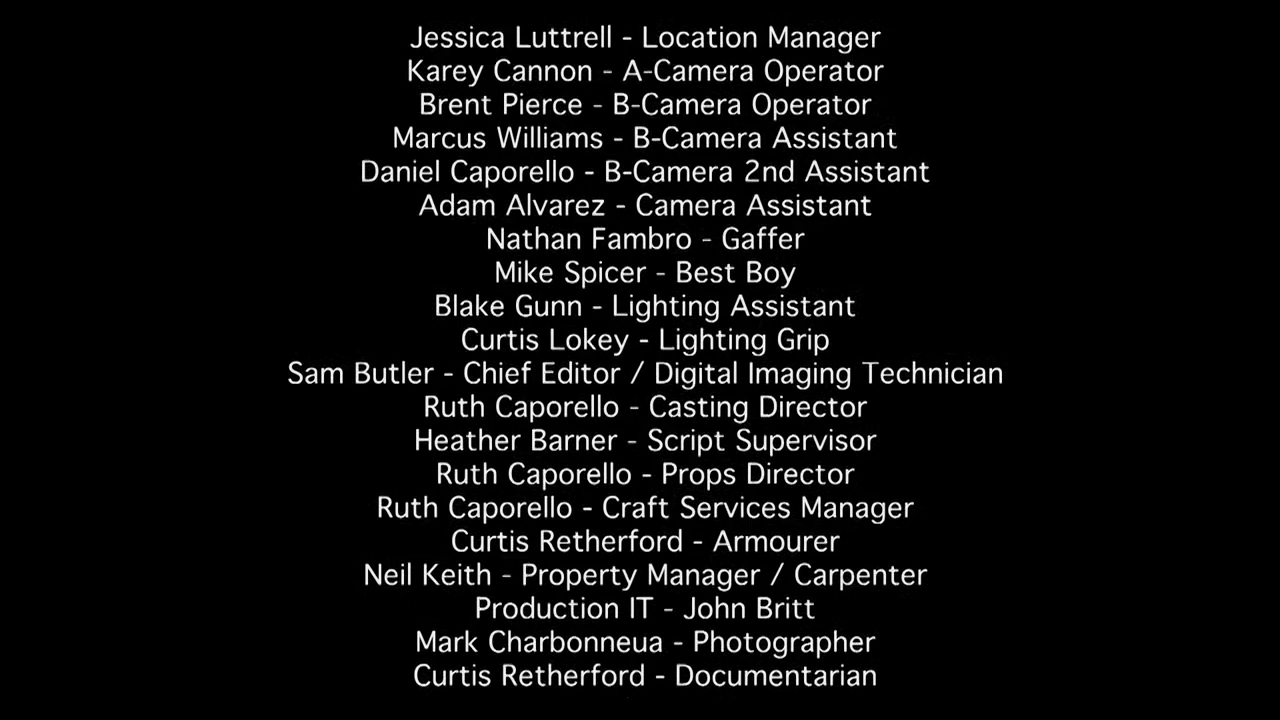 Jessica Luttrell - Location Manager
Karey Cannon - A-Camera Operator
Brent Pierce - B-Camera Operator
Marcus Williams - B-Camera Assistant
Daniel Caporello - B-Camera 2nd Assistant
Adam Alvarez - Camera Assistant
Nathan Fambro - Gaffer
Mike Spicer - Best Boy
Blake Gunn - Lighting Assistant
Curtis Lokey - Lighting Grip
Sam Butler - Chief Editor / Digital Imaging Technician
Ruth Caporello - Casting Director
Heather Barner - Script Supervisor
Ruth Caporello - Props Director
Ruth Caporello - Craft Services Manager
Curtis Retherford - Armourer
Neil Keith - Property Manager / Carpenter
Production IT - John Britt
Mark Charbonneua - Photographer
Curtis Retherford - Documentarian